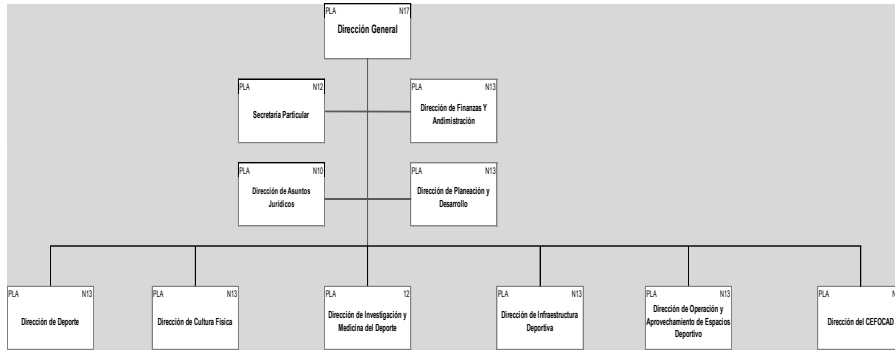 PLA N17
Dirección General
PLA N12
Secretaría Particular
PLA N13
Dirección de Finanzas Y
Andimistración
PLA N10
Dirección de Asuntos
Jurídicos
PLA N13
Dirección de Planeación y
Desarrollo
PLA N13
Dirección de Deporte
PLA N13
Dirección de Cultura Física
PLA 12
Dirección de Investigación y
Medicina del Deporte
PLA N13
Dirección de Infraestructura
Deportiva
PLA N13
Dirección de Operación y
Aprovechamiento de Espacios
Deportivo
PLA
Dirección del CEFOCAD